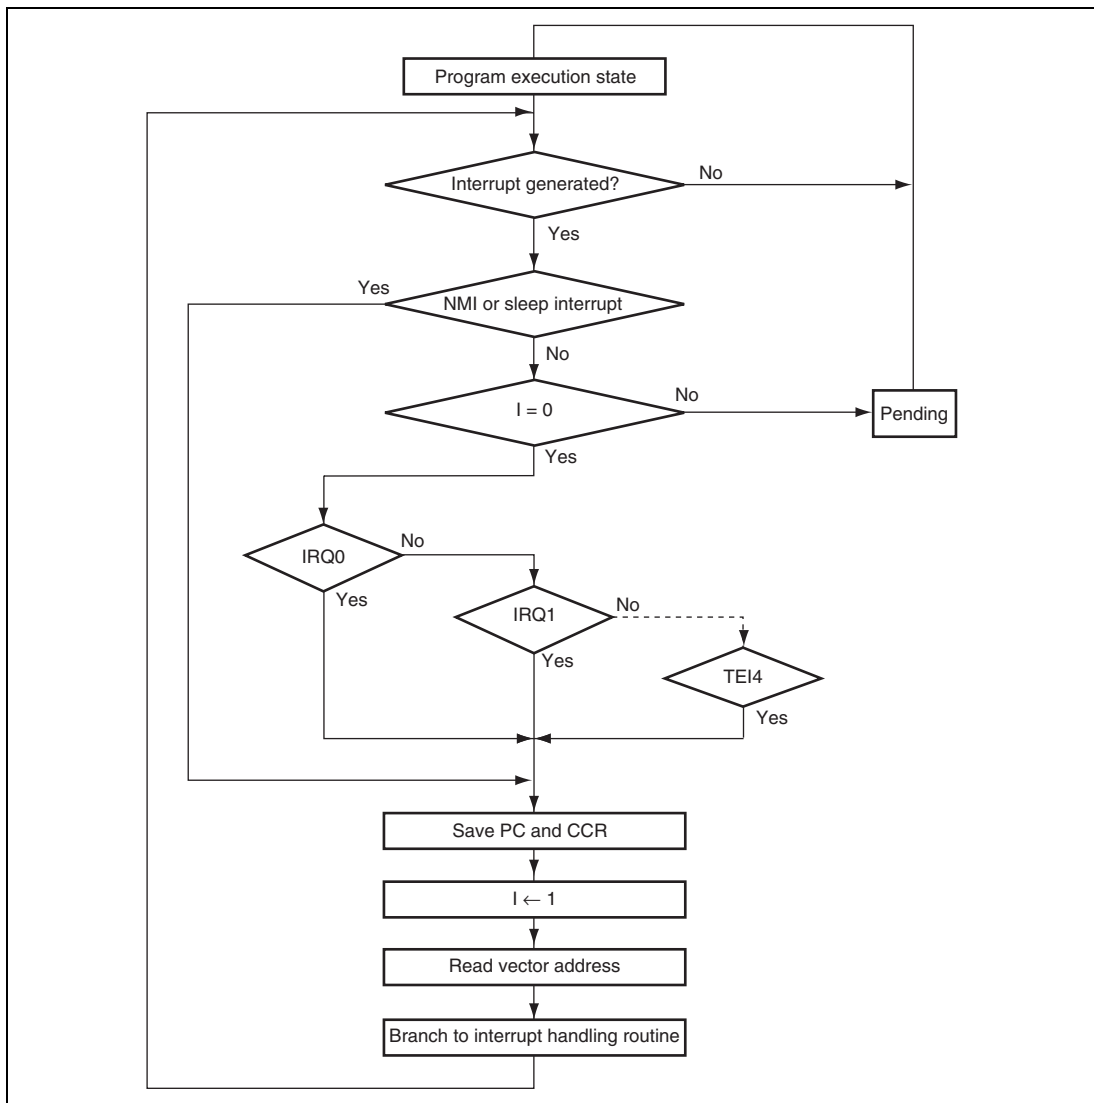 Program execution state
Interrupt generated?
No
Yes
Yes
NMI or sleep interrupt
No
I = 0
No
Pending
Yes
IRQ0
No
Yes
IRQ1
No
Yes
TEI4
Yes
Save PC and CCR
I ← 1
Read vector address
Branch to interrupt handling routine